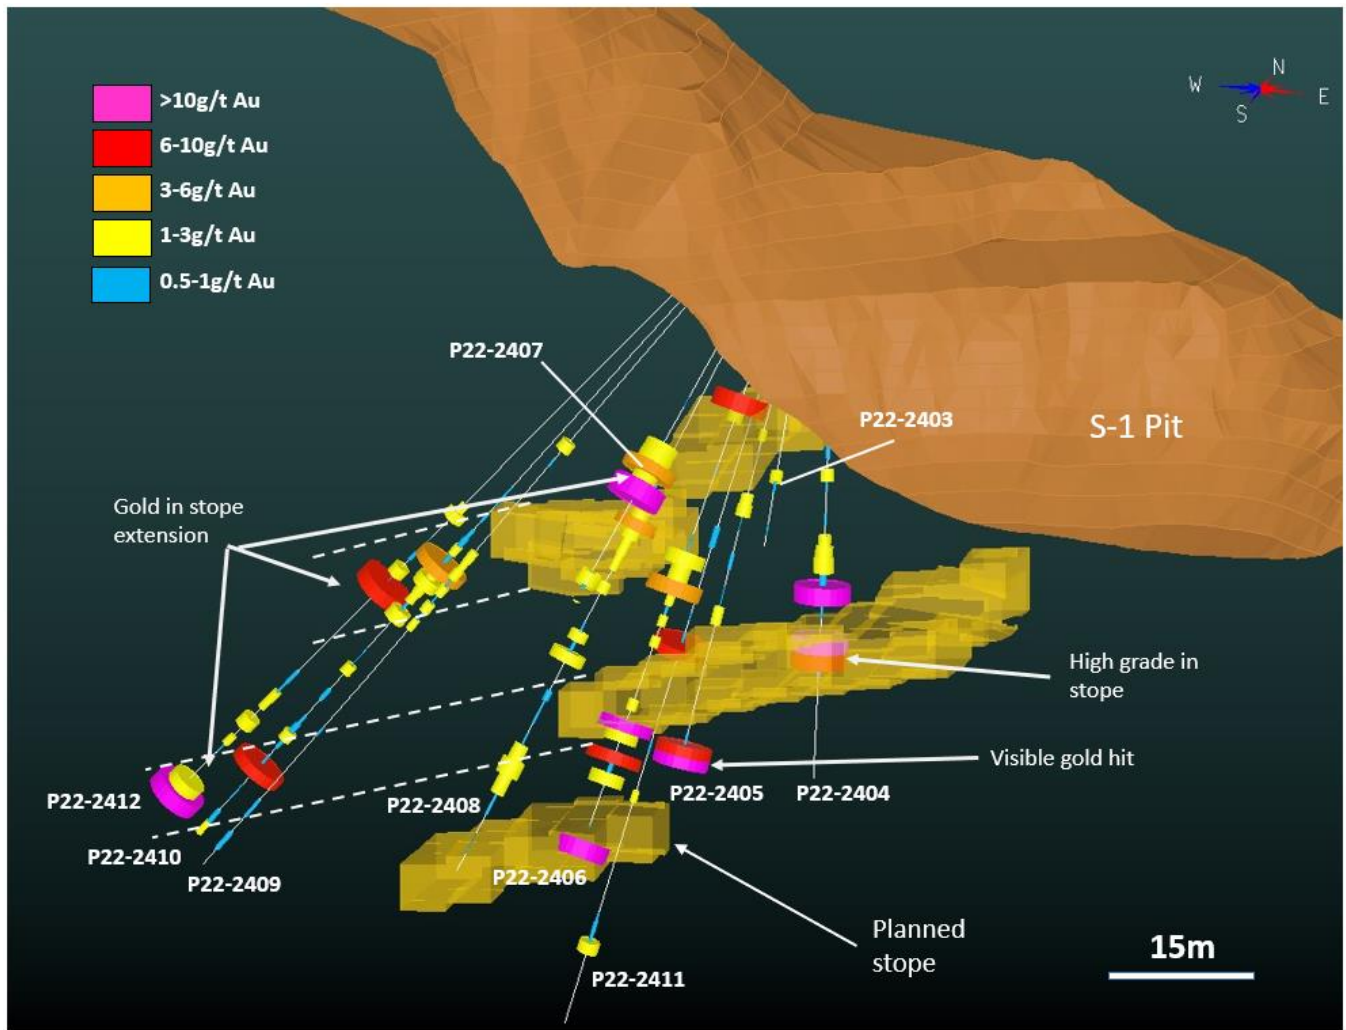 >10g/t Au
6-10g/t Au
3-6g/t Au
1-3g/t Au
0.5-1g/t Au
N
W
E
S
P22-2407
P22-2403
S-1 Pit
Gold in stope
extension
High grade in
stope
Visible gold hit
P22-2412
P22-2408
P22-2405
P22-2404
P22-2410
P22-2409
P22-2406
Planned
stope
15m
P22-2411